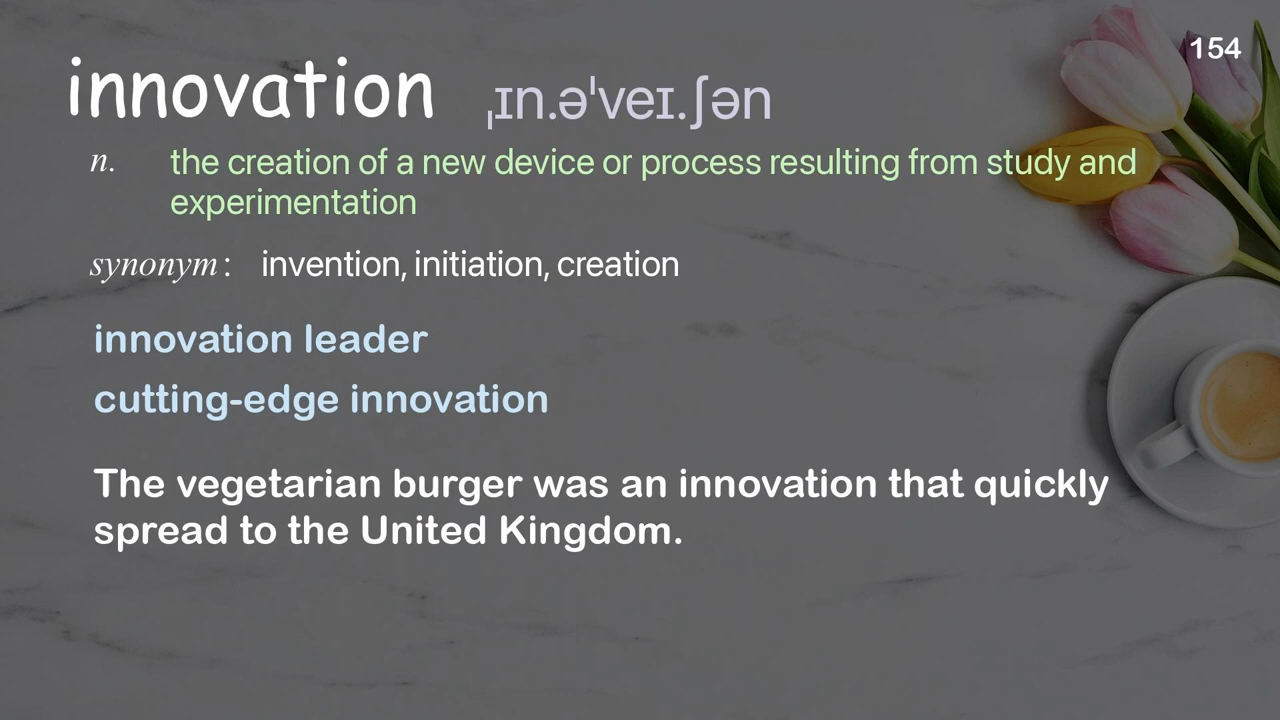 154
innovation ˌɪn.əˈveɪ.ʃən
n. the creation of a new device or process resulting from study and
experimentation
synonym: invention, initiation, creation
innovation leader
cutting-edge innovation
The vegetarian burger was an innovation that quickly
spread to the United Kingdom.